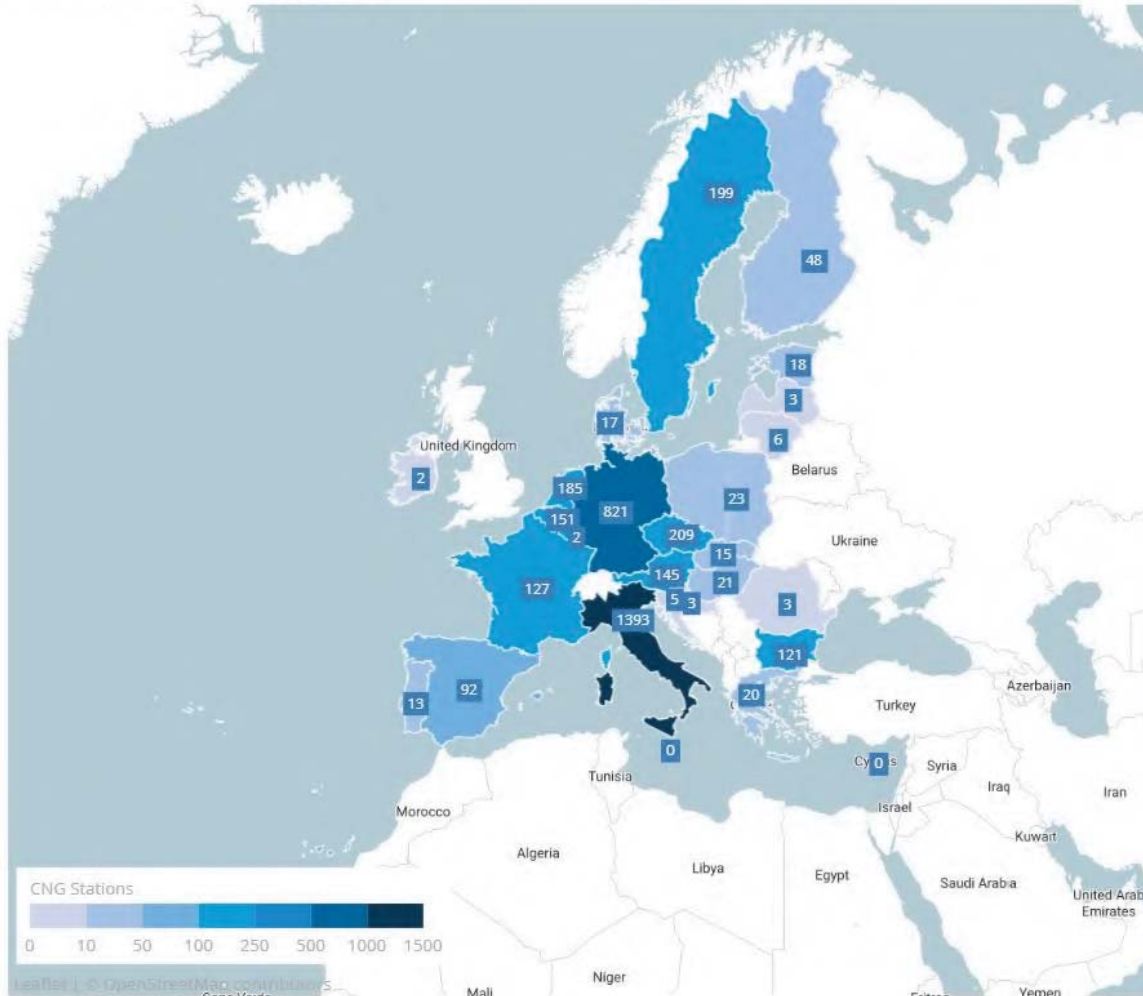 199
48
18
3
17
6
United Kingdom
Belarus
2
185
23
151
821
2
209
Ukraine
15
145
127
21
5
3
3
1393
121
Azerbaijan
92
20
13
Turkey
0
0
Syria
Tunisia
Iraq
Iran
Morocco
Israel
Kuwait
Algeria
Libya
Egypt
Saudi Arabia
CNG Stations
United Arab
Emirates
0 10 50 100 250 500 1000 1500
Niger
Leaflet | © OpenStreetMap contributors
Mali
Yemen